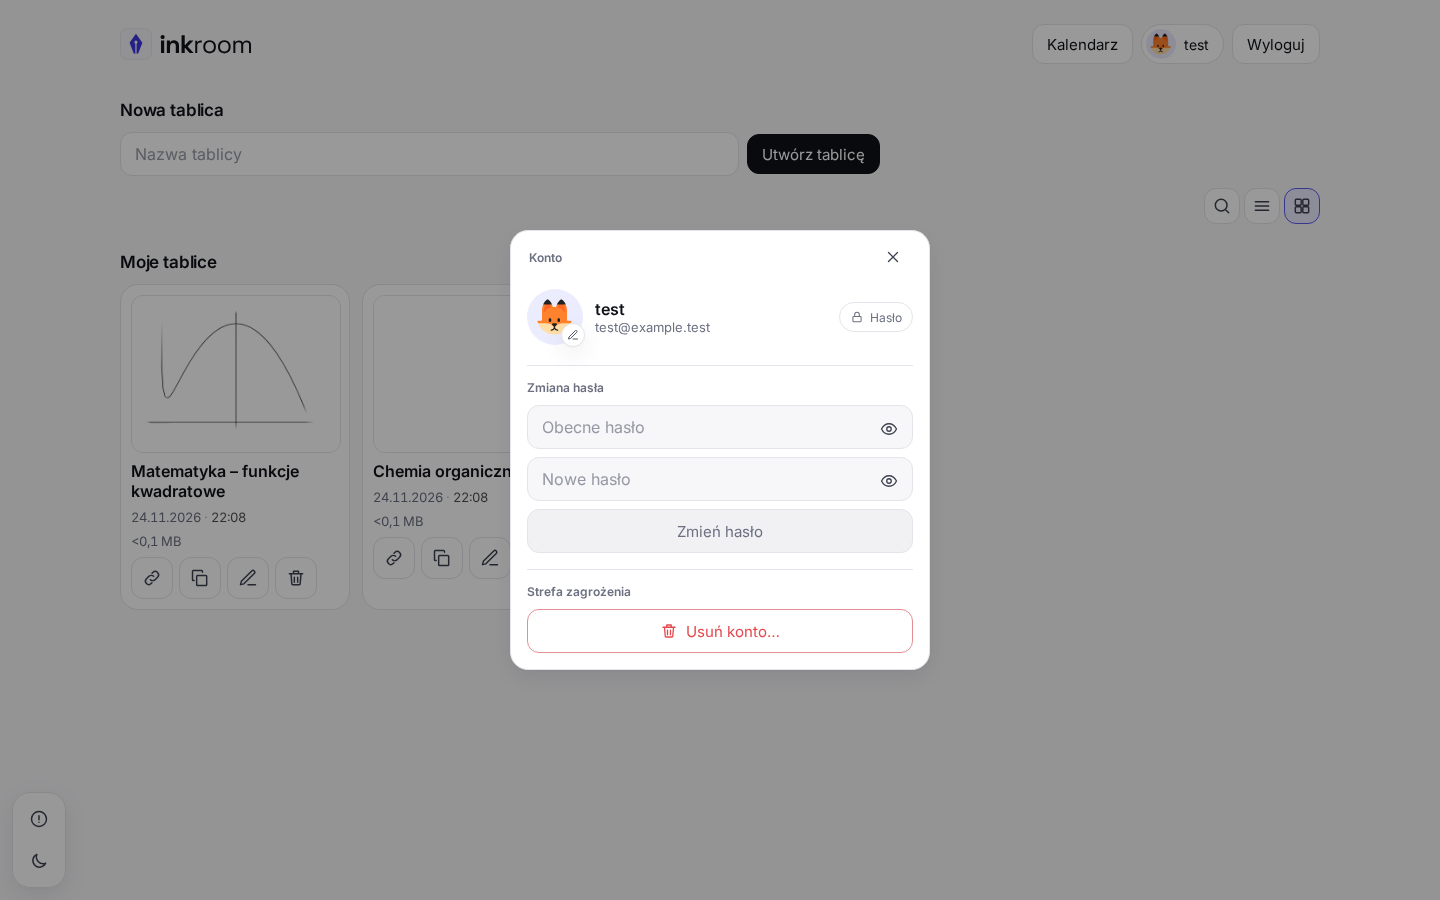 inkroom
Kalendarz
test
Wyloguj
Nowa tablica
Nazwa tablicy
Utwórz tablicę
Moje tablice
Matematyka – funkcje
kwadratowe
24.11.2026 · 22:08
<0,1 MB
Chemia organiczn
24.11.2026 · 22:08
<0,1 MB
Konto
test
test@example.test
Hasło
Zmiana hasła
Obecne hasło
Nowe hasło
Zmień hasło
Strefa zagrożenia
Usuń konto...